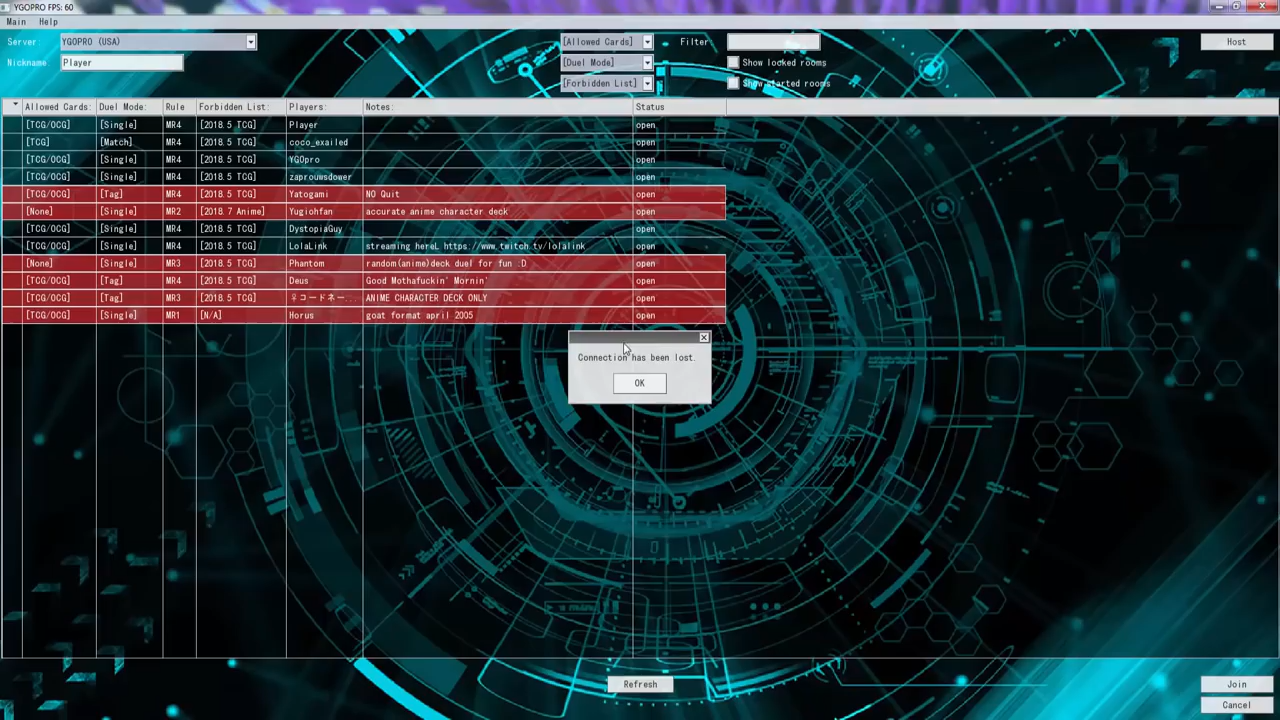 YGOPRO FPS: 60
Main Help
Server: YGOPRO (USA) [Allowed Cards] Filter Host
Nickname: Player [Duel Mode] Show locked rooms
[Forbidden List] Show started rooms
Allowed Cards: Duel Mode: Rule Forbidden List: Players: Notes: Status
[TCG/OCG] [Single] MR4 [2018.5 TCG] Player open
[TCG] [Match] MR4 [2018.5 TCG] coco_exailed open
[TCG/OCG] [Single] MR4 [2018.5 TCG] YGOpro open
[TCG/OCG] [Single] MR4 [2018.5 TCG] zaprouwsdower open
[TCG/OCG] [Tag] MR4 [2018.5 TCG] Yatogami NO Quit open
[None] [Single] MR2 [2018.7 Anime] Yugiohfan accurate anime character deck open
[TCG/OCG] [Single] MR4 [2018.5 TCG] DystopiaGuy open
[TCG/OCG] [Single] MR4 [2018.5 TCG] LolaLink streaming hereL https://www.twitch.tv/lolalink open
[None] [Single] MR3 [2018.5 TCG] Phantom random(anime)deck duel for fun :D open
[TCG/OCG] [Tag] MR4 [2018.5 TCG] Deus Good Mothafuckin' Mornin' open
[TCG/OCG] [Tag] MR3 [2018.5 TCG] ♀コードネー... ANIME CHARACTER DECK ONLY open
[TCG/OCG] [Single] MR1 [N/A] Horus goat format april 2005 open
Connection has been lost.
OK
23.4
Refresh Join
Cancel